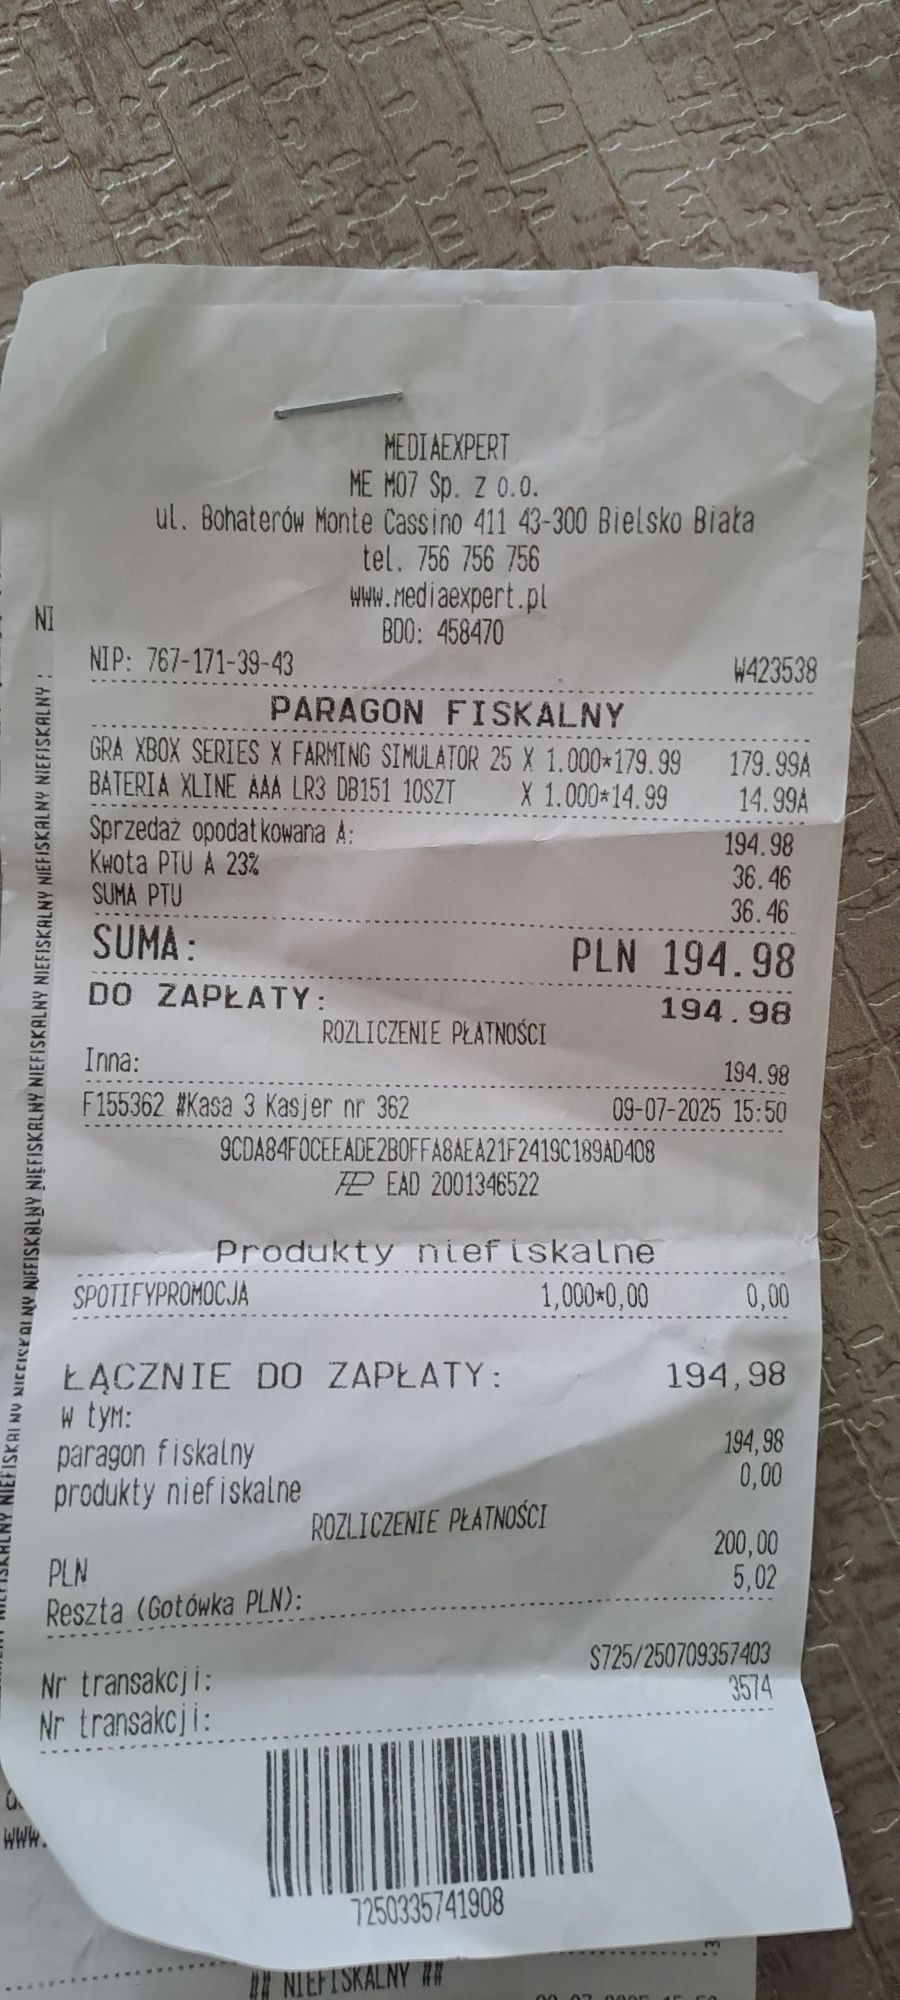 MEDIAEXPERT
ME M07 Sp. z o.o.
ul. Bohaterów Monte Cassino 411 43-300 Bielsko Biała
tel. 756 756 756
www.mediaexpert.pl
BDO: 458470
NIP: 767-171-39-43 W423538
PARAGON FISKALNY
GRA XBOX SERIES X FARMING SIMULATOR 25 X 1.000*179.99 179.99A
BATERIA XLINE AAA LR3 DB151 10SZT X 1.000*14.99 14.99A
Sprzedaż opodatkowana A: 194.98
Kwota PTU A 23% 36.46
SUMA PTU 36.46
SUMA: PLN 194.98
DO ZAPŁATY: 194.98
ROZLICZENIE PŁATNOŚCI
Inna: 194.98
F155362 #Kasa 3 Kasjer nr 362 09-07-2025 15:50
9CDA84F0CEEADE2B0FFA8AEA21F2419C189AD408
EAD 2001346522
Produkty niefiskalne
SPOTIFYPROMOCJA 1,000*0,00 0,00
ŁĄCZNIE DO ZAPŁATY: 194,98
w tym:
paragon fiskalny 194,98
produkty niefiskalne 0,00
ROZLICZENIE PŁATNOŚCI
PLN 200,00
Reszta (Gotówka PLN): 5,02
Nr transakcji: S725/250709357403
Nr transakcji: 3574
7250335741908
NIEFISKALNY NIEFISKALNY NIEFISKALNY NIEFISKALNY NIEFISKALNY NIEFISKALNY NIEFISKALNY
www.
## NIEFISKALNY ##